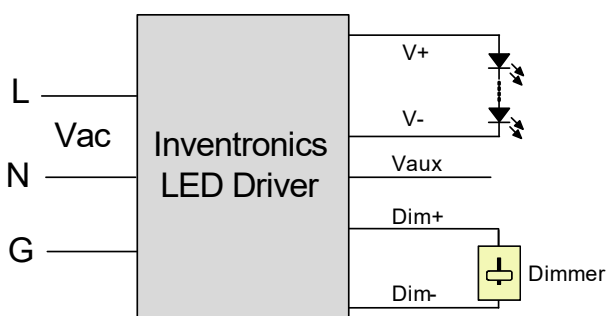 L
Vac
N
G
Inventronics
LED Driver
V+
V-
Vaux
Dim+
Dim-
Dimmer